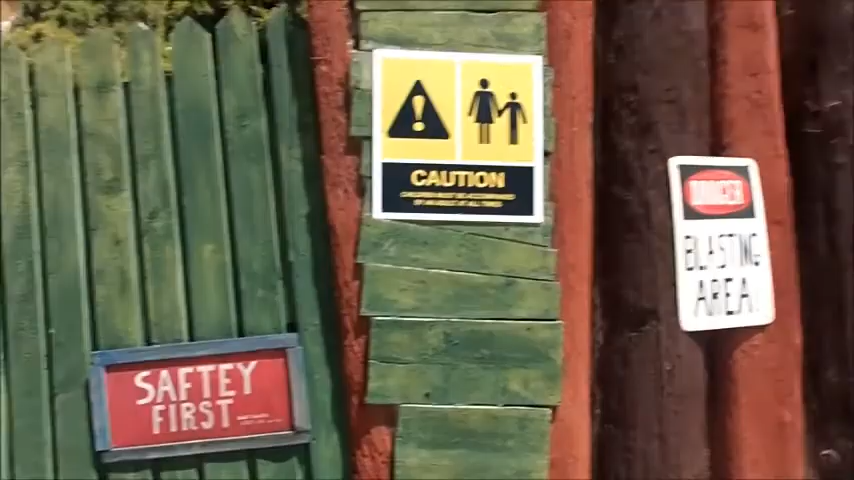 CAUTION
DANGER
BLASTING
AREA
SAFTEY
FIRST